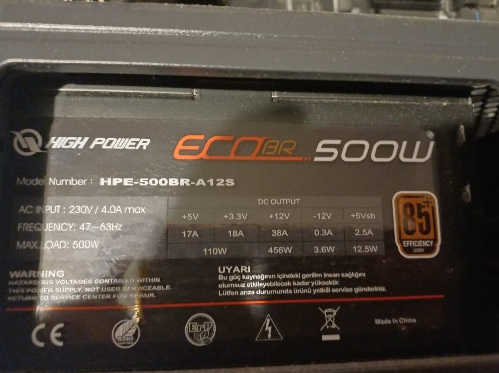 HIGH POWER ECO BR 500W
Model Number : HPE-500BR-A12S
AC INPUT : 230V / 4.0A max
FREQUENCY: 47~63Hz
MAX.LOAD: 500W
DC OUTPUT
+5V +3.3V +12V -12V +5Vsb
17A 18A 38A 0.3A 2.5A
110W 456W 3.6W 12.5W
85+
EFFICIENCY
WARNING
HAZARDOUS VOLTAGES CONTAINED WITHIN
THIS POWER SUPPLY, NOT USER SERVICEABLE.
RETURN TO SERVICE CENTER FOR REPAIR.
UYARI
Bu güç kaynağının içindeki gerilim insan sağlığını
olumsuz etkileyebilecek kadar yüksektir.
Lütfen arıza durumunda ürünü yetkili servise gönderiniz.
CE
ErP
Made In China